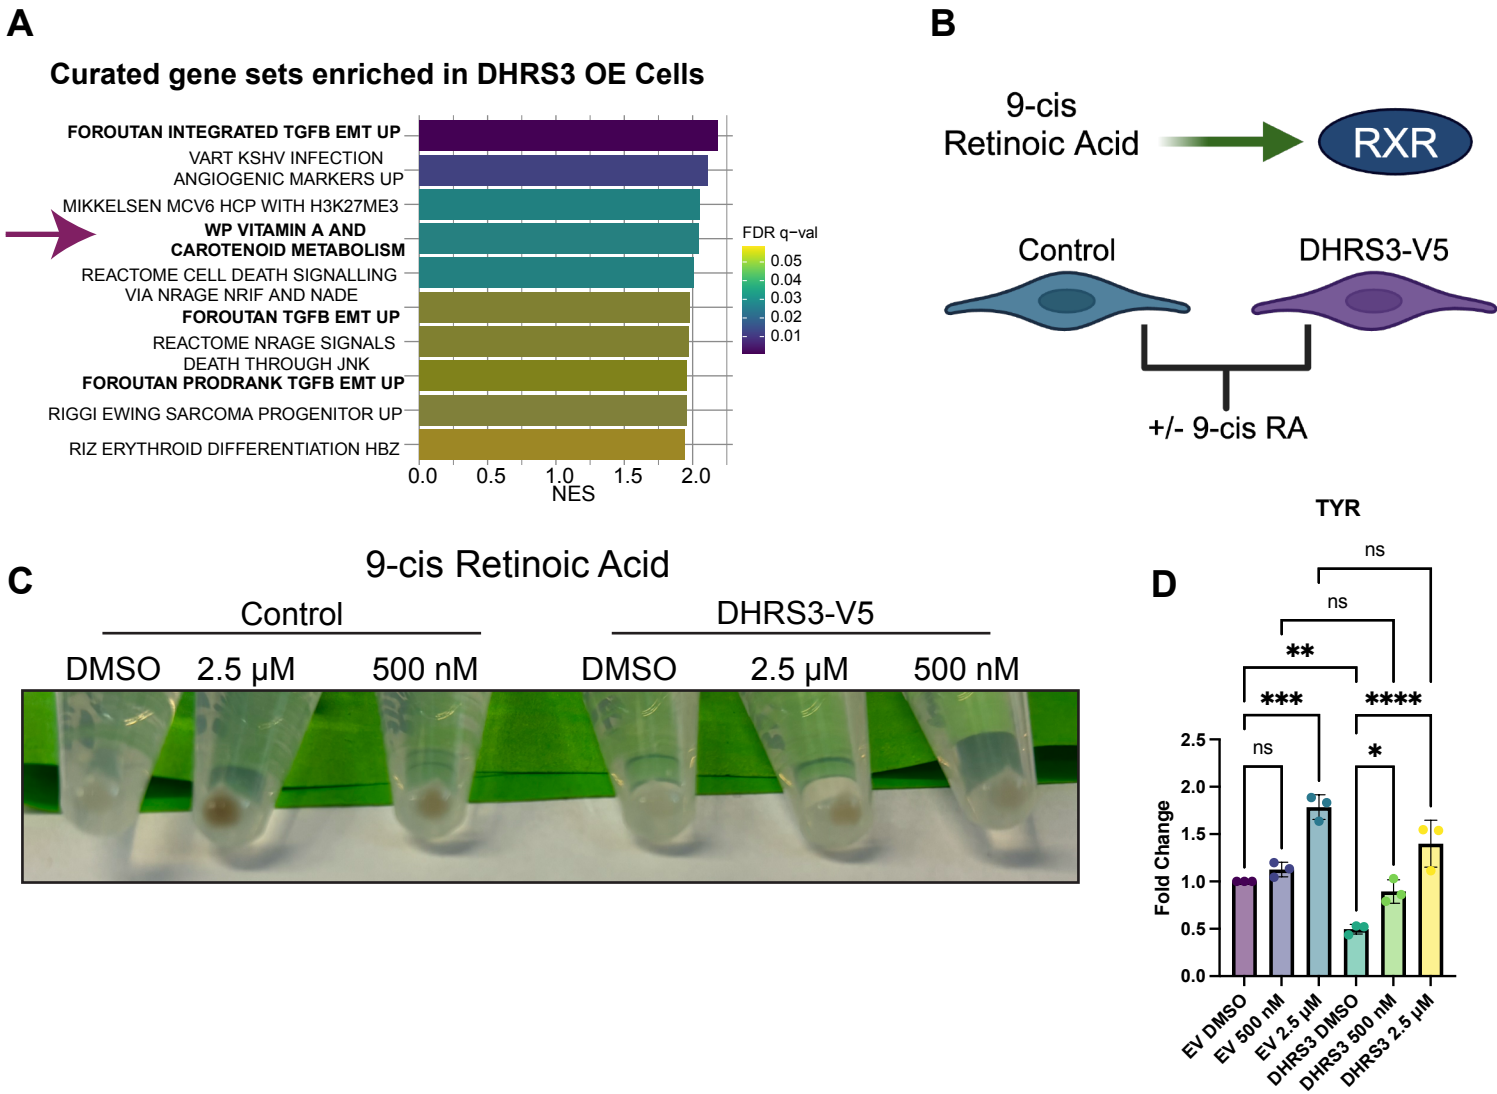 A
Curated gene sets enriched in DHRS3 OE Cells
FOROUTAN INTEGRATED TGFB EMT UP
VART KSHV INFECTION
ANGIOGENIC MARKERS UP
MIKKELSEN MCV6 HCP WITH H3K27ME3
WP VITAMIN A AND
CAROTENOID METABOLISM
REACTOME CELL DEATH SIGNALLING
VIA NRAGE NRIF AND NADE
FOROUTAN TGFB EMT UP
REACTOME NRAGE SIGNALS
DEATH THROUGH JNK
FOROUTAN PRODRANK TGFB EMT UP
RIGGI EWING SARCOMA PROGENITOR UP
RIZ ERYTHROID DIFFERENTIATION HBZ
0.0 0.5 1.0 1.5 2.0
NES
FDR q−val
0.05
0.04
0.03
0.02
0.01
B
9-cis
Retinoic Acid
RXR
Control
DHRS3-V5
+/- 9-cis RA
C
9-cis Retinoic Acid
Control
DHRS3-V5
DMSO 2.5 µM 500 nM DMSO 2.5 µM 500 nM
D
TYR
ns
ns
**
*** ****
ns *
2.5
2.0
1.5
1.0
0.5
0.0
Fold Change
EV DMSO
EV 500 nM
EV 2.5 µM
DHRS3 DMSO
DHRS3 500 nM
DHRS3 2.5 µM